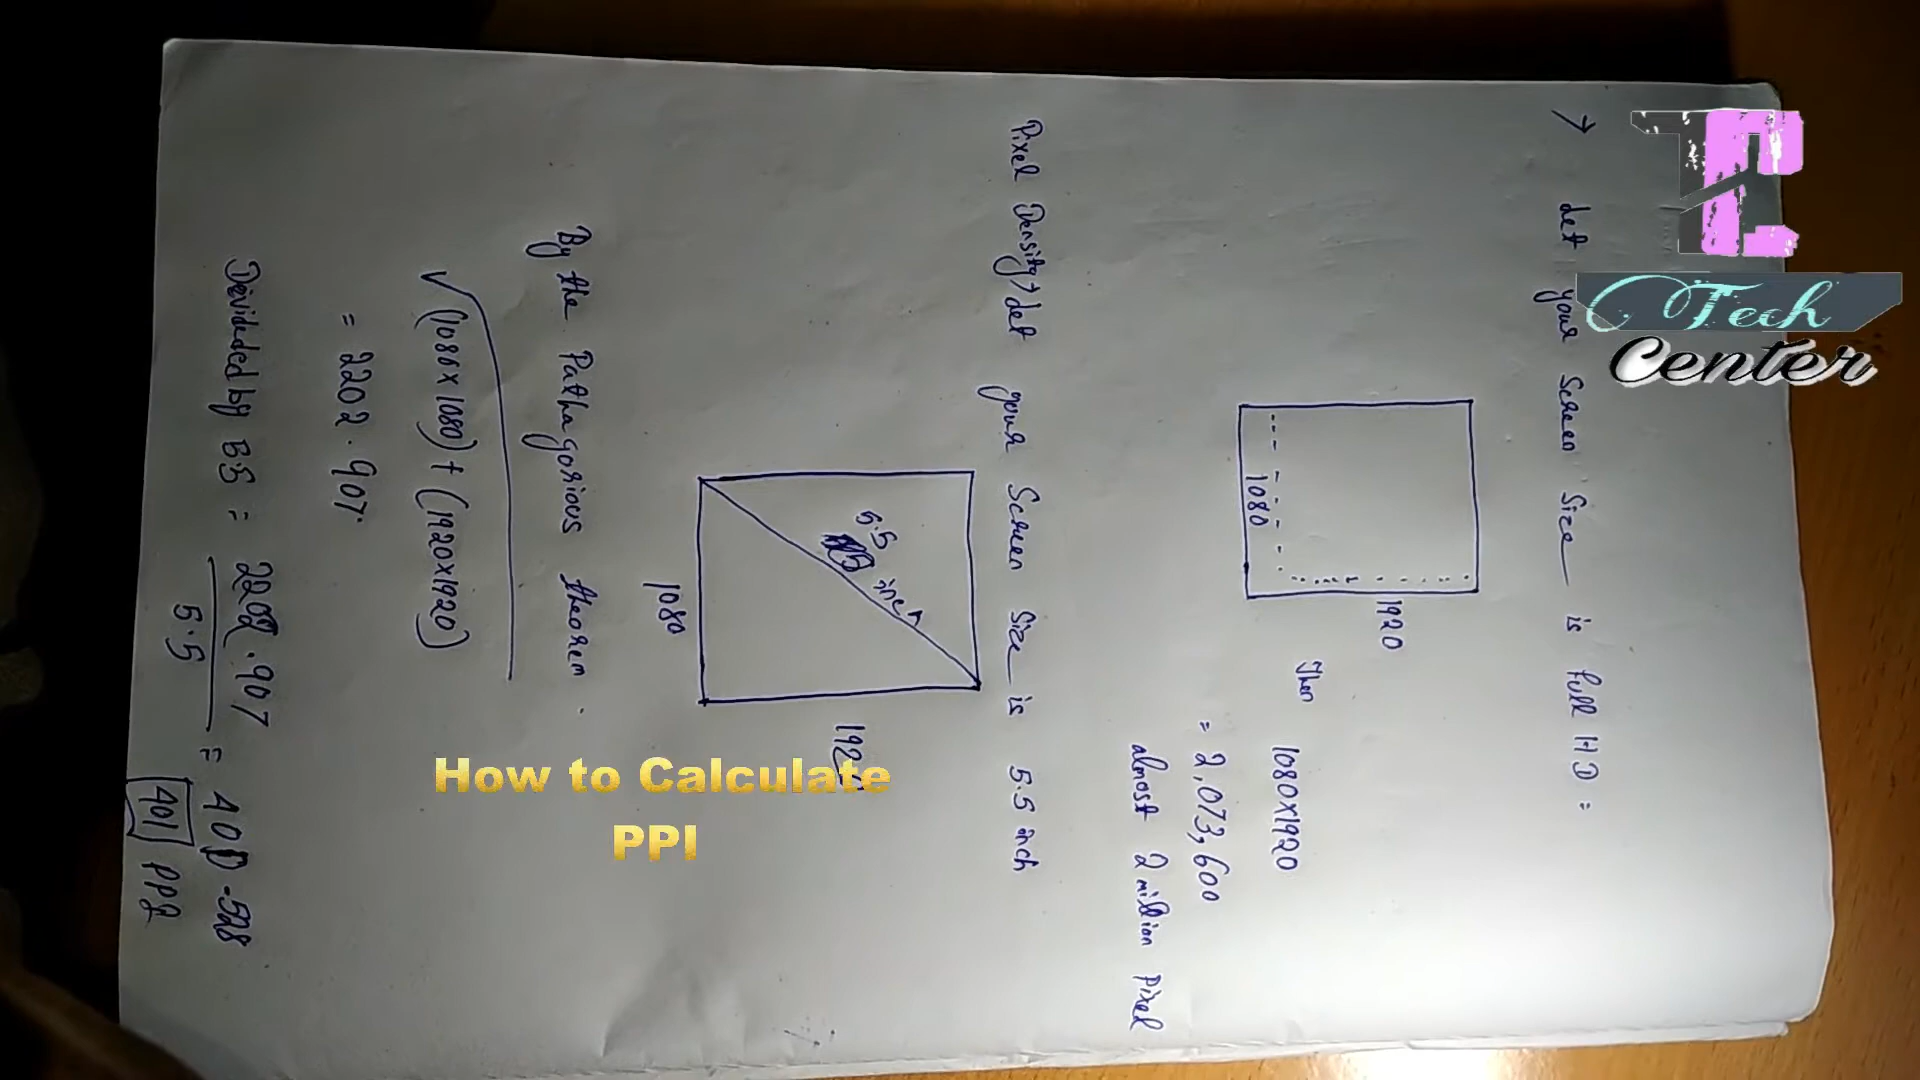 → Let your Screen Size is full HD =
1080
1920
Then 1080x1920
= 2,073,600
almost 2 million Pixel
Pixel Density → Let your Screen Size is 5.5 inch
5.5 inch
1080
By the Pathagorious theorem.
√(1080x1080) + (1920x1920)
= 2202.907
Devideded by 5.5 = 2202.907
5.5
= 400.528
401 PPI
Tech
Center
How to Calculate
PPI